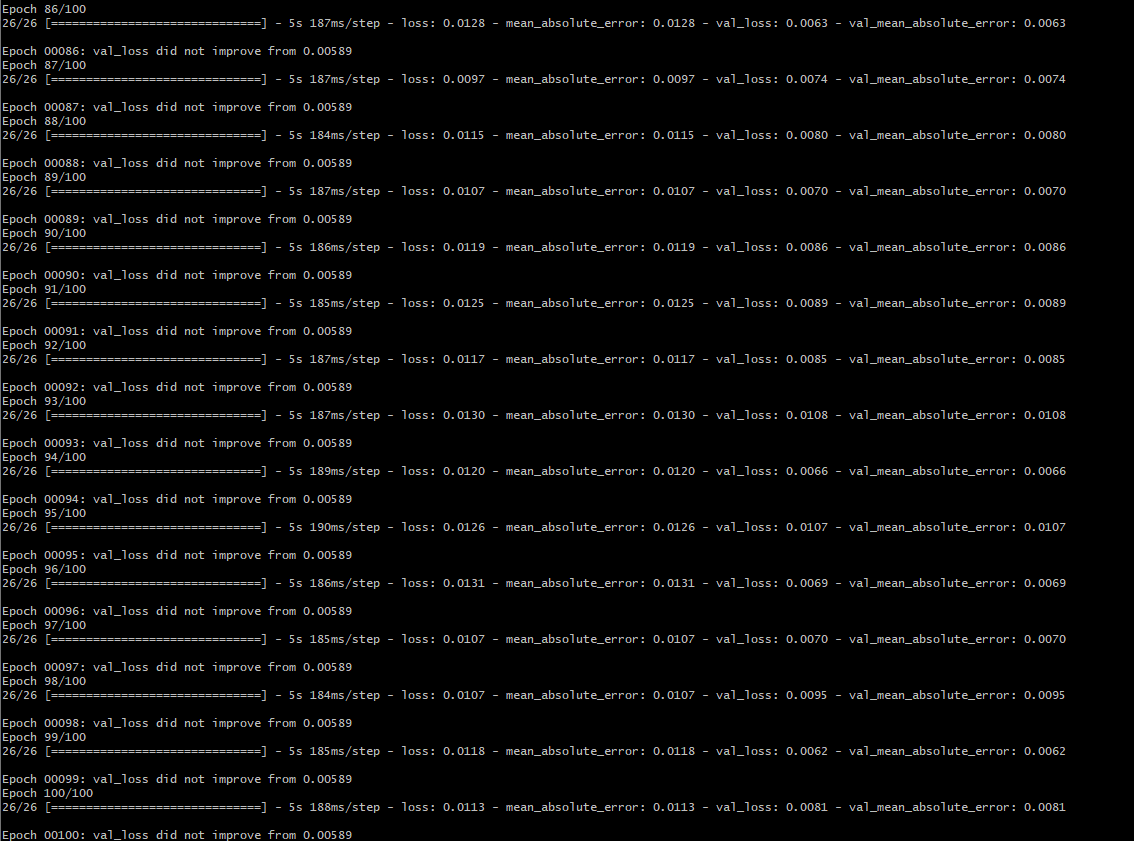 Epoch 86/100
26/26 [==============================] - 5s 187ms/step - loss: 0.0128 - mean_absolute_error: 0.0128 - val_loss: 0.0063 - val_mean_absolute_error: 0.0063
Epoch 00086: val_loss did not improve from 0.00589
Epoch 87/100
26/26 [==============================] - 5s 187ms/step - loss: 0.0097 - mean_absolute_error: 0.0097 - val_loss: 0.0074 - val_mean_absolute_error: 0.0074
Epoch 00087: val_loss did not improve from 0.00589
Epoch 88/100
26/26 [==============================] - 5s 184ms/step - loss: 0.0115 - mean_absolute_error: 0.0115 - val_loss: 0.0080 - val_mean_absolute_error: 0.0080
Epoch 00088: val_loss did not improve from 0.00589
Epoch 89/100
26/26 [==============================] - 5s 187ms/step - loss: 0.0107 - mean_absolute_error: 0.0107 - val_loss: 0.0070 - val_mean_absolute_error: 0.0070
Epoch 00089: val_loss did not improve from 0.00589
Epoch 90/100
26/26 [==============================] - 5s 186ms/step - loss: 0.0119 - mean_absolute_error: 0.0119 - val_loss: 0.0086 - val_mean_absolute_error: 0.0086
Epoch 00090: val_loss did not improve from 0.00589
Epoch 91/100
26/26 [==============================] - 5s 185ms/step - loss: 0.0125 - mean_absolute_error: 0.0125 - val_loss: 0.0089 - val_mean_absolute_error: 0.0089
Epoch 00091: val_loss did not improve from 0.00589
Epoch 92/100
26/26 [==============================] - 5s 187ms/step - loss: 0.0117 - mean_absolute_error: 0.0117 - val_loss: 0.0085 - val_mean_absolute_error: 0.0085
Epoch 00092: val_loss did not improve from 0.00589
Epoch 93/100
26/26 [==============================] - 5s 187ms/step - loss: 0.0130 - mean_absolute_error: 0.0130 - val_loss: 0.0108 - val_mean_absolute_error: 0.0108
Epoch 00093: val_loss did not improve from 0.00589
Epoch 94/100
26/26 [==============================] - 5s 189ms/step - loss: 0.0120 - mean_absolute_error: 0.0120 - val_loss: 0.0066 - val_mean_absolute_error: 0.0066
Epoch 00094: val_loss did not improve from 0.00589
Epoch 95/100
26/26 [==============================] - 5s 190ms/step - loss: 0.0126 - mean_absolute_error: 0.0126 - val_loss: 0.0107 - val_mean_absolute_error: 0.0107
Epoch 00095: val_loss did not improve from 0.00589
Epoch 96/100
26/26 [==============================] - 5s 186ms/step - loss: 0.0131 - mean_absolute_error: 0.0131 - val_loss: 0.0069 - val_mean_absolute_error: 0.0069
Epoch 00096: val_loss did not improve from 0.00589
Epoch 97/100
26/26 [==============================] - 5s 185ms/step - loss: 0.0107 - mean_absolute_error: 0.0107 - val_loss: 0.0070 - val_mean_absolute_error: 0.0070
Epoch 00097: val_loss did not improve from 0.00589
Epoch 98/100
26/26 [==============================] - 5s 184ms/step - loss: 0.0107 - mean_absolute_error: 0.0107 - val_loss: 0.0095 - val_mean_absolute_error: 0.0095
Epoch 00098: val_loss did not improve from 0.00589
Epoch 99/100
26/26 [==============================] - 5s 185ms/step - loss: 0.0118 - mean_absolute_error: 0.0118 - val_loss: 0.0062 - val_mean_absolute_error: 0.0062
Epoch 00099: val_loss did not improve from 0.00589
Epoch 100/100
26/26 [==============================] - 5s 188ms/step - loss: 0.0113 - mean_absolute_error: 0.0113 - val_loss: 0.0081 - val_mean_absolute_error: 0.0081
Epoch 00100: val_loss did not improve from 0.00589